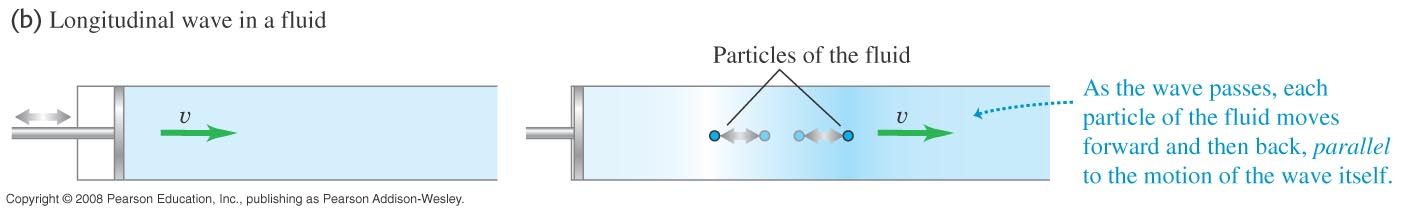 (b) Longitudinal wave in a fluid
Particles of the fluid
v
v
As the wave passes, each
particle of the fluid moves
forward and then back, parallel
to the motion of the wave itself.
Copyright © 2008 Pearson Education, Inc., publishing as Pearson Addison-Wesley.